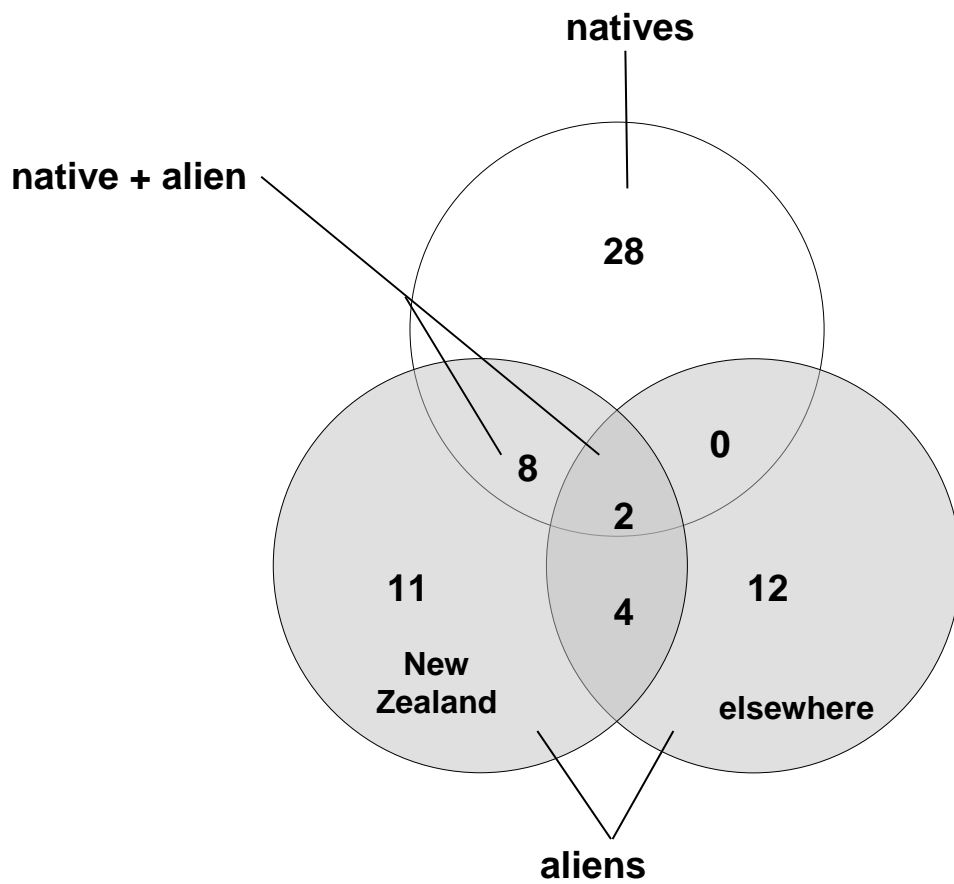 natives
native + alien
28
0
8
2
11
12
4
New
Zealand
elsewhere
aliens